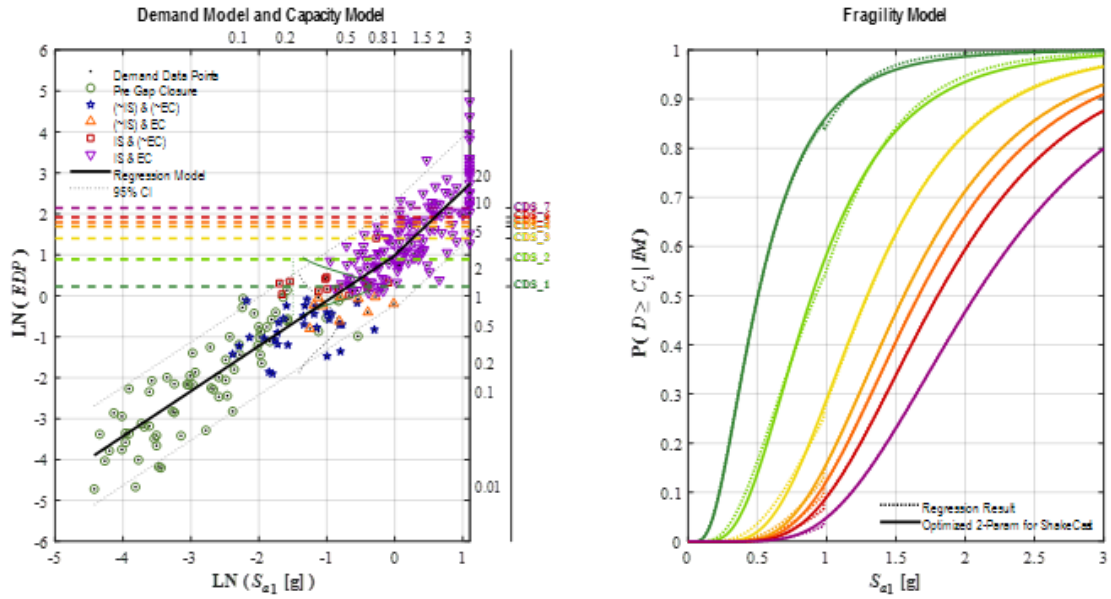 Demand Model and Capacity Model
0.1 0.2 0.5 0.8 1 1.5 2 3
6
5
4
3
2
1
0
-1
-2
-3
-4
-5
-6
LN ( EDP )
Demand Data Points
Pre Gap Closure
(~IS) & (~EC)
(~IS) & EC
IS & (~EC)
IS & EC
Regression Model
95% CI
20
10
5
2
1
0.5
0.2
0.1
0.01
CDS_7
CDS_3
CDS_2
CDS_1
-5 -4 -3 -2 -1 0 1
LN ( Sa1 [g] )
Fragility Model
1
0.9
0.8
0.7
0.6
0.5
0.4
0.3
0.2
0.1
0
P( D ≥ Ci | IM )
Regression Result
Optimized 2-Param for ShakeCast
0 0.5 1 1.5 2 2.5 3
Sa1 [g]